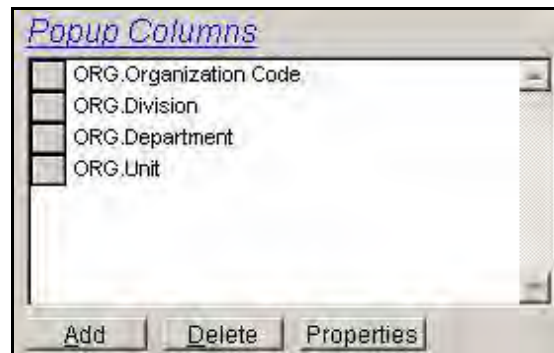 Popup Columns
ORG.Organization Code
ORG.Division
ORG.Department
ORG.Unit
Add Delete Properties